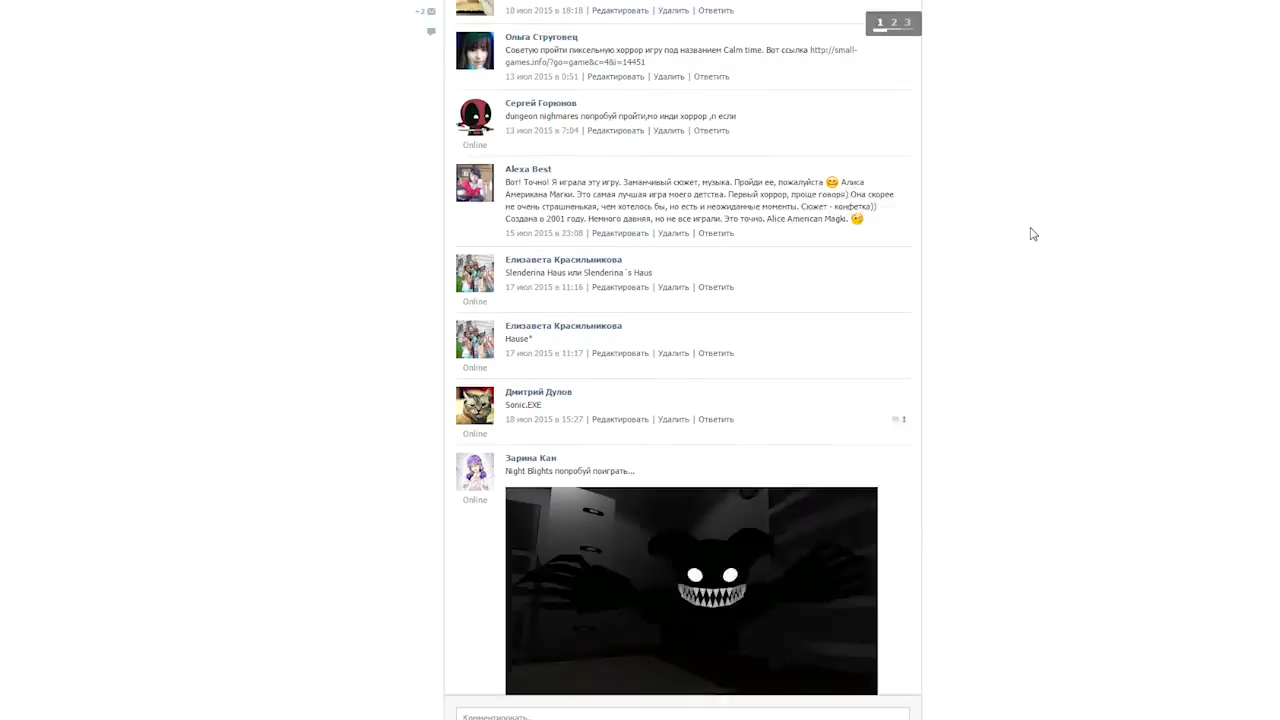 +2
10 июл 2015 в 18:18 | Редактировать | Удалить | Ответить
1 2 3
Ольга Струговец
Советую пройти пиксельную хоррор игру под названием Calm time. Вот ссылка http://small-
games.info/?go=game&c=4&i=14451
13 июл 2015 в 0:51 | Редактировать | Удалить | Ответить
Сергей Горюнов
dungeon nighmares попробуй пройти,мо инди хоррор ,п если
13 июл 2015 в 7:04 | Редактировать | Удалить | Ответить
Online
Alexa Best
Вот! Точно! Я играла эту игру. Заманчивый сюжет, музыка. Пройди ее, пожалуйста Алиса
Американа Магжи. Это самая лучшая игра моего детства. Первый хоррор, проще говоря) Она скорее
не очень страшненькая, чем хотелось бы, но есть и неожиданные моменты. Сюжет - конфетка))
Создана в 2001 году. Немного давняя, но не все играли. Это точно. Alice American Magki.
15 июл 2015 в 23:08 | Редактировать | Удалить | Ответить
Елизавета Красильникова
Slenderina Haus или Slenderina`s Haus
17 июл 2015 в 11:16 | Редактировать | Удалить | Ответить
Online
Елизавета Красильникова
Hause*
17 июл 2015 в 11:17 | Редактировать | Удалить | Ответить
Online
Дмитрий Дулов
Sonic.EXE
18 июл 2015 в 15:27 | Редактировать | Удалить | Ответить
Online
Зарина Кан
Night Blights попробуй поиграть...
Online
Комментировать..